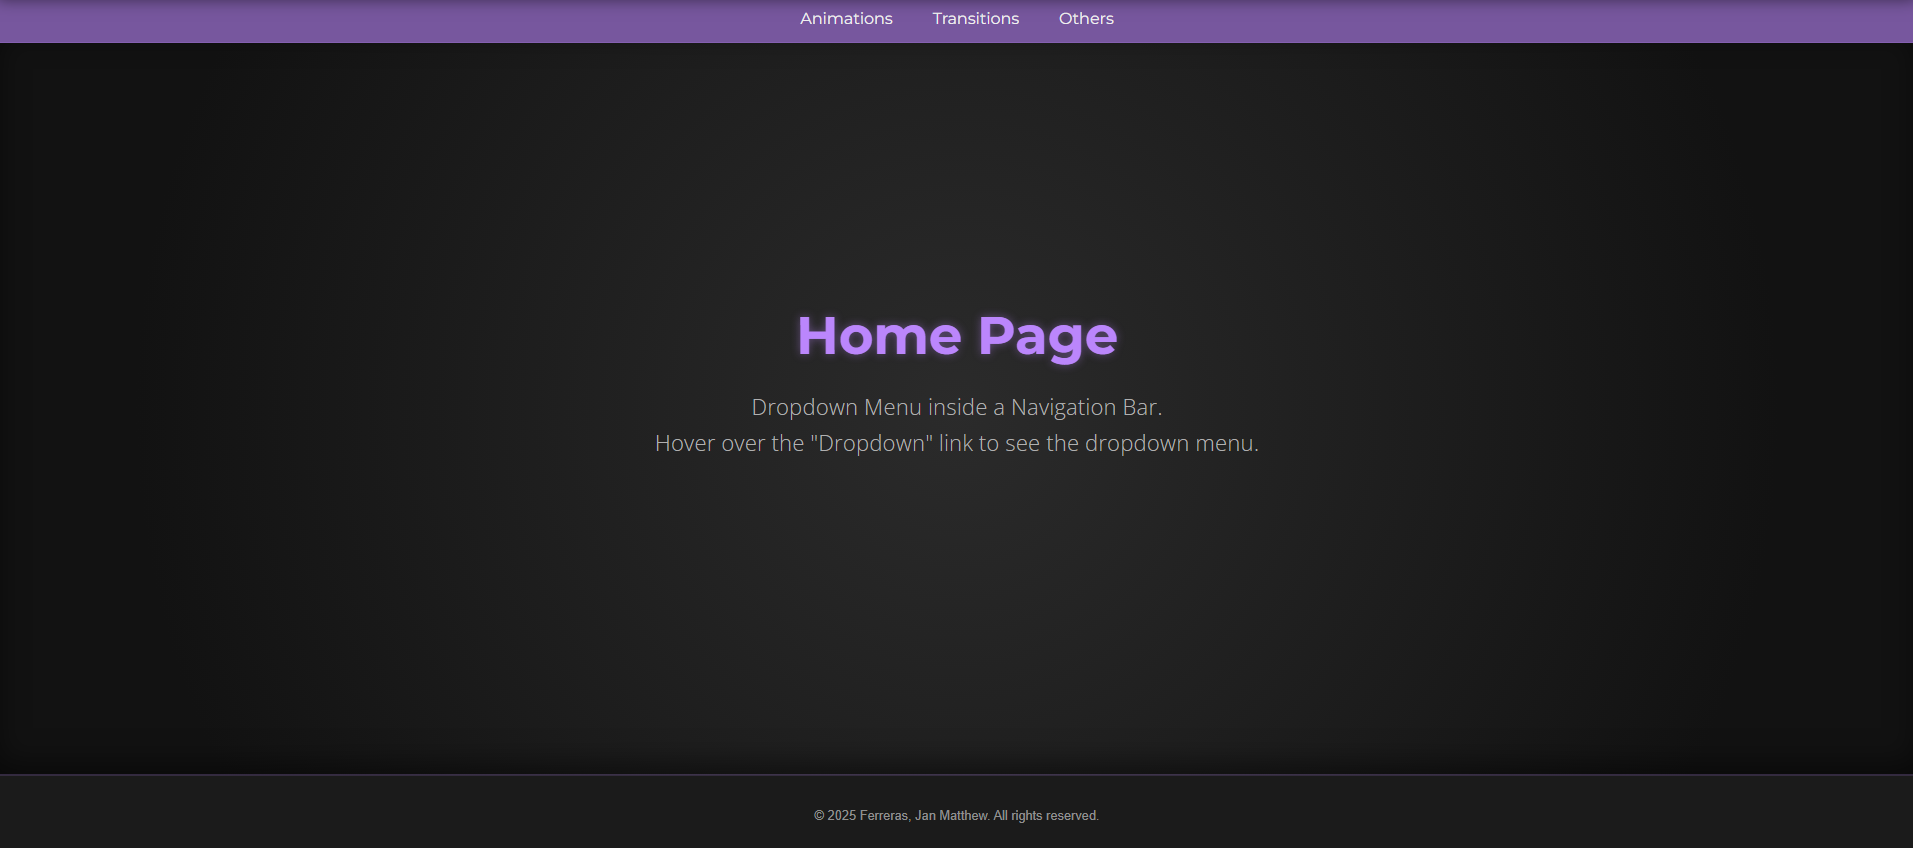 Animations Transitions Others
Home Page
Dropdown Menu inside a Navigation Bar.
Hover over the "Dropdown" link to see the dropdown menu.
© 2025 Ferreras, Jan Matthew. All rights reserved.